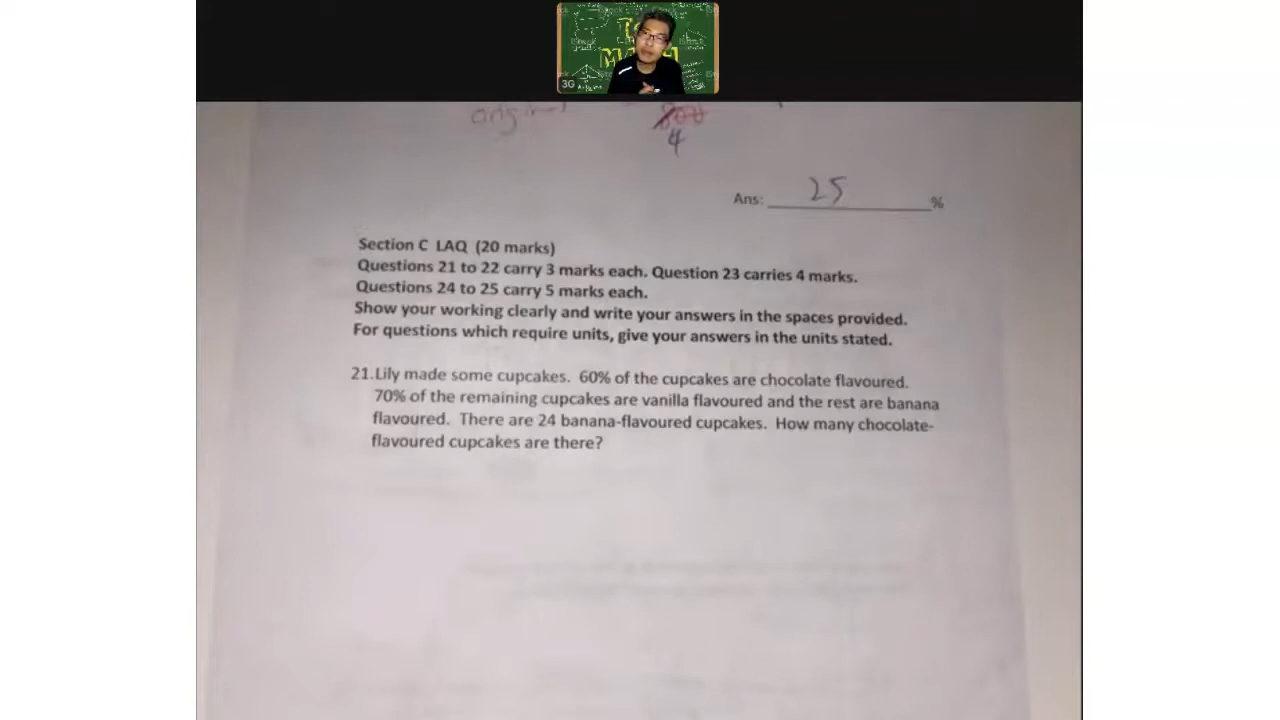 3G
4
Ans: 25 %
Section C LAQ (20 marks)
Questions 21 to 22 carry 3 marks each. Question 23 carries 4 marks.
Questions 24 to 25 carry 5 marks each.
Show your working clearly and write your answers in the spaces provided.
For questions which require units, give your answers in the units stated.
21.Lily made some cupcakes. 60% of the cupcakes are chocolate flavoured.
70% of the remaining cupcakes are vanilla flavoured and the rest are banana
flavoured. There are 24 banana-flavoured cupcakes. How many chocolate-
flavoured cupcakes are there?